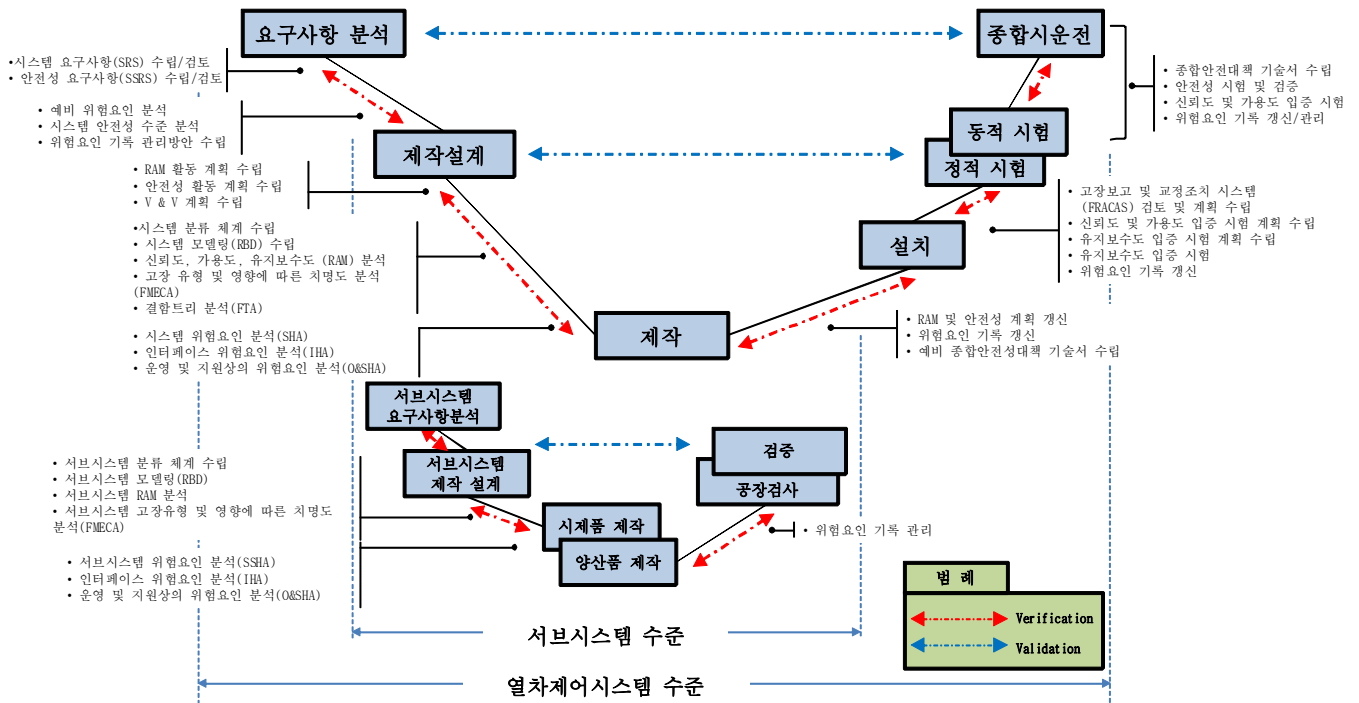 요구사항 분석
종합시운전
•시스템 요구사항(SRS) 수립/검토
• 안전성 요구사항(SSRS) 수립/검토
• 종합안전대책 기술서 수립
• 안전성 시험 및 검증
• 신뢰도 및 가용도 입증 시험
• 위험요인 기록 갱신/관리
• 예비 위험요인 분석
• 시스템 안전성 수준 분석
• 위험요인 기록 관리방안 수립
제작설계
동적 시험
정적 시험
• RAM 활동 계획 수립
• 안전성 활동 계획 수립
• V & V 계획 수립
• 고장보고 및 교정조치 시스템
(FRACAS) 검토 및 계획 수립
• 신뢰도 및 가용도 입증 시험 계획 수립
• 유지보수도 입증 시험 계획 수립
• 유지보수도 입증 시험
• 위험요인 기록 갱신
•시스템 분류 체계 수립
• 시스템 모델링(RBD) 수립
• 신뢰도, 가용도, 유지보수도 (RAM) 분석
• 고장 유형 및 영향에 따른 치명도 분석
(FMECA)
• 결함트리 분석(FTA)
설치
제작
• RAM 및 안전성 계획 갱신
• 위험요인 기록 갱신
• 예비 종합안전성대책 기술서 수립
• 시스템 위험요인 분석(SHA)
• 인터페이스 위험요인 분석(IHA)
• 운영 및 지원상의 위험요인 분석(O&SHA)
서브시스템
요구사항분석
서브시스템
제작 설계
검증
공장검사
• 서브시스템 분류 체계 수립
• 서브시스템 모델링(RBD)
• 서브시스템 RAM 분석
• 서브시스템 고장유형 및 영향에 따른 치명도
분석(FMECA)
시제품 제작
양산품 제작
• 위험요인 기록 관리
• 서브시스템 위험요인 분석(SSHA)
• 인터페이스 위험요인 분석(IHA)
• 운영 및 지원상의 위험요인 분석(O&SHA)
범 례
Verification
Validation
서브시스템 수준
열차제어시스템 수준